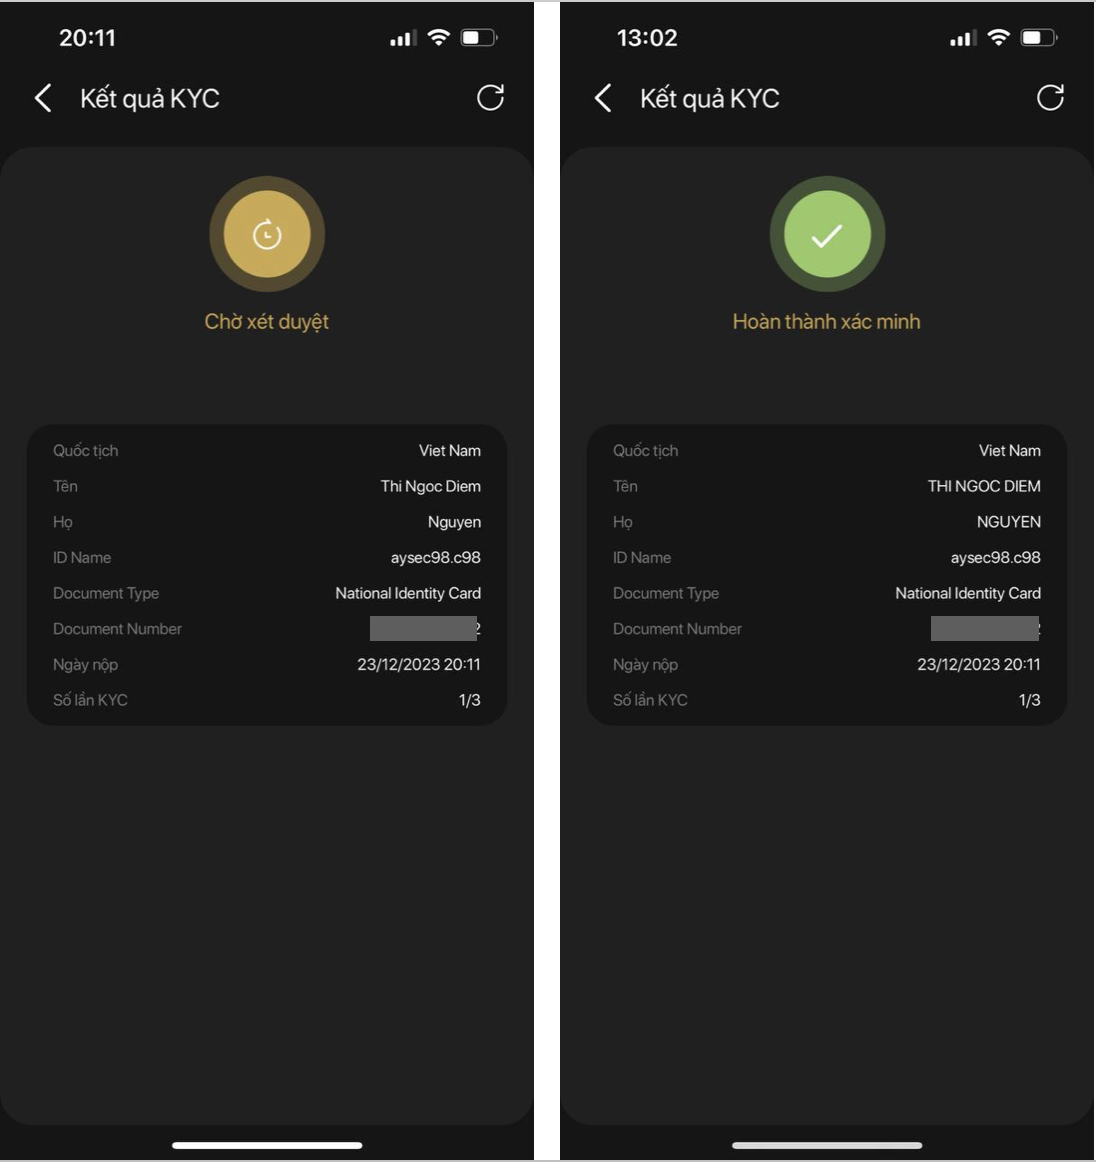 20:11
Kết quả KYC
Chờ xét duyệt
Quốc tịch Viet Nam
Tên Thi Ngoc Diem
Họ Nguyen
ID Name aysec98.c98
Document Type National Identity Card
Document Number
Ngày nộp 23/12/2023 20:11
Số lần KYC 1/3
13:02
Kết quả KYC
Hoàn thành xác minh
Quốc tịch Viet Nam
Tên THI NGOC DIEM
Họ NGUYEN
ID Name aysec98.c98
Document Type National Identity Card
Document Number
Ngày nộp 23/12/2023 20:11
Số lần KYC 1/3